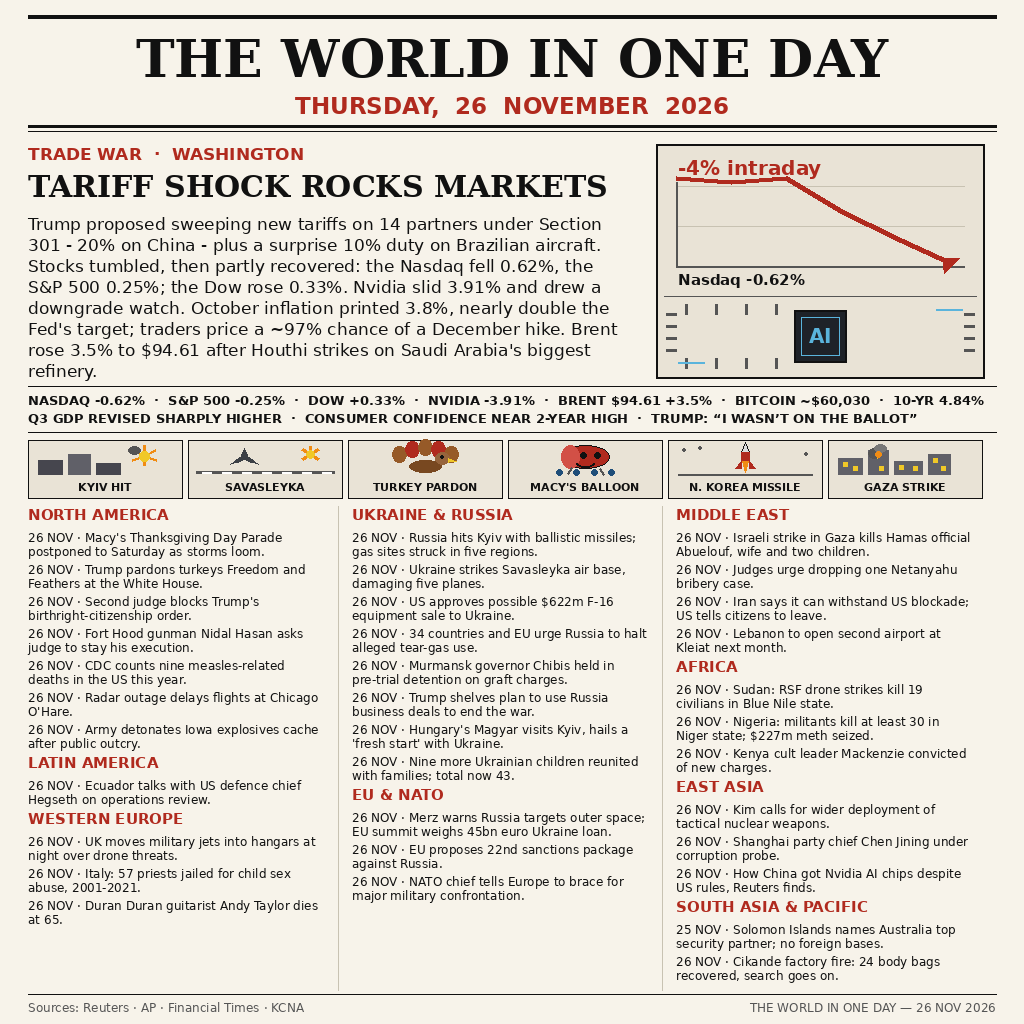 THE WORLD IN ONE DAY
THURSDAY, 26 NOVEMBER 2026
TRADE WAR · WASHINGTON
TARIFF SHOCK ROCKS MARKETS
Trump proposed sweeping new tariffs on 14 partners under Section
301 - 20% on China - plus a surprise 10% duty on Brazilian aircraft.
Stocks tumbled, then partly recovered: the Nasdaq fell 0.62%, the
S&P 500 0.25%; the Dow rose 0.33%. Nvidia slid 3.91% and drew a
downgrade watch. October inflation printed 3.8%, nearly double the
Fed's target; traders price a ~97% chance of a December hike. Brent
rose 3.5% to $94.61 after Houthi strikes on Saudi Arabia's biggest
refinery.
-4% intraday
Nasdaq -0.62%
AI
NASDAQ -0.62% · S&P 500 -0.25% · DOW +0.33% · NVIDIA -3.91% · BRENT $94.61 +3.5% · BITCOIN ~$60,030 · 10-YR 4.84%
Q3 GDP REVISED SHARPLY HIGHER · CONSUMER CONFIDENCE NEAR 2-YEAR HIGH · TRUMP: “I WASN’T ON THE BALLOT”
KYIV HIT
SAVASLEYKA
TURKEY PARDON
MACY'S BALLOON
N. KOREA MISSILE
GAZA STRIKE
NORTH AMERICA
26 NOV · Macy's Thanksgiving Day Parade
postponed to Saturday as storms loom.
26 NOV · Trump pardons turkeys Freedom and
Feathers at the White House.
26 NOV · Second judge blocks Trump's
birthright-citizenship order.
26 NOV · Fort Hood gunman Nidal Hasan asks
judge to stay his execution.
26 NOV · CDC counts nine measles-related
deaths in the US this year.
26 NOV · Radar outage delays flights at Chicago
O'Hare.
26 NOV · Army detonates Iowa explosives cache
after public outcry.
LATIN AMERICA
26 NOV · Ecuador talks with US defence chief
Hegseth on operations review.
WESTERN EUROPE
26 NOV · UK moves military jets into hangars at
night over drone threats.
26 NOV · Italy: 57 priests jailed for child sex
abuse, 2001-2021.
26 NOV · Duran Duran guitarist Andy Taylor dies
at 65.
UKRAINE & RUSSIA
26 NOV · Russia hits Kyiv with ballistic missiles;
gas sites struck in five regions.
26 NOV · Ukraine strikes Savasleyka air base,
damaging five planes.
26 NOV · US approves possible $622m F-16
equipment sale to Ukraine.
26 NOV · 34 countries and EU urge Russia to halt
alleged tear-gas use.
26 NOV · Murmansk governor Chibis held in
pre-trial detention on graft charges.
26 NOV · Trump shelves plan to use Russia
business deals to end the war.
26 NOV · Hungary's Magyar visits Kyiv, hails a
'fresh start' with Ukraine.
26 NOV · Nine more Ukrainian children reunited
with families; total now 43.
EU & NATO
26 NOV · Merz warns Russia targets outer space;
EU summit weighs 45bn euro Ukraine loan.
26 NOV · EU proposes 22nd sanctions package
against Russia.
26 NOV · NATO chief tells Europe to brace for
major military confrontation.
MIDDLE EAST
26 NOV · Israeli strike in Gaza kills Hamas official
Abuelouf, wife and two children.
26 NOV · Judges urge dropping one Netanyahu
bribery case.
26 NOV · Iran says it can withstand US blockade;
US tells citizens to leave.
26 NOV · Lebanon to open second airport at
Kleiat next month.
AFRICA
26 NOV · Sudan: RSF drone strikes kill 19
civilians in Blue Nile state.
26 NOV · Nigeria: militants kill at least 30 in
Niger state; $227m meth seized.
26 NOV · Kenya cult leader Mackenzie convicted
of new charges.
EAST ASIA
26 NOV · Kim calls for wider deployment of
tactical nuclear weapons.
26 NOV · Shanghai party chief Chen Jining under
corruption probe.
26 NOV · How China got Nvidia AI chips despite
US rules, Reuters finds.
SOUTH ASIA & PACIFIC
25 NOV · Solomon Islands names Australia top
security partner; no foreign bases.
26 NOV · Cikande factory fire: 24 body bags
recovered, search goes on.
Sources: Reuters · AP · Financial Times · KCNA
THE WORLD IN ONE DAY — 26 NOV 2026